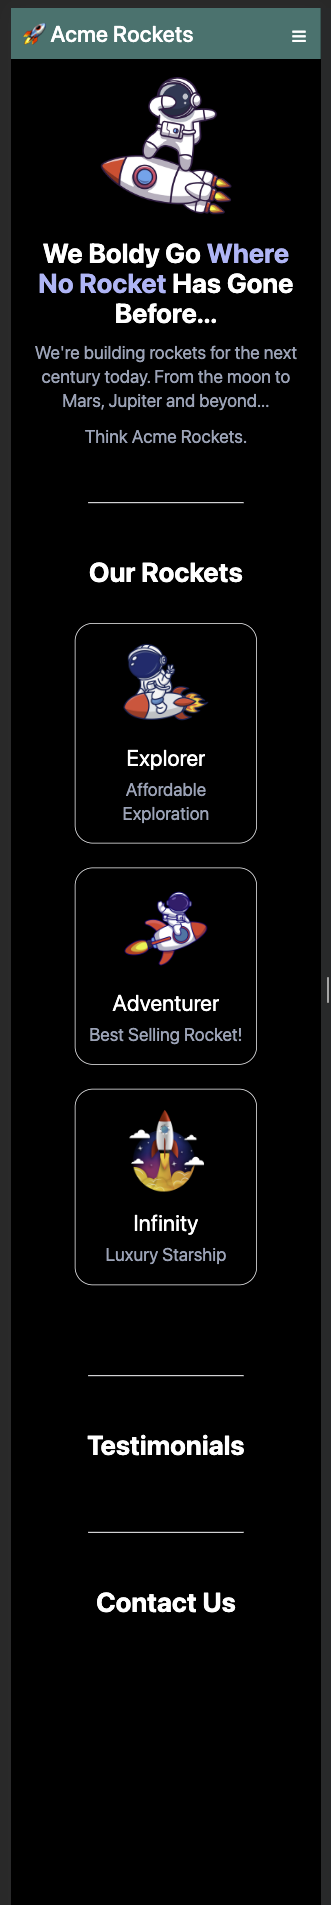 🚀 Acme Rockets
We Boldy Go Where
No Rocket Has Gone
Before...
We're building rockets for the next
century today. From the moon to
Mars, Jupiter and beyond...
Think Acme Rockets.
Our Rockets
Explorer
Affordable
Exploration
Adventurer
Best Selling Rocket!
Infinity
Luxury Starship
Testimonials
Contact Us